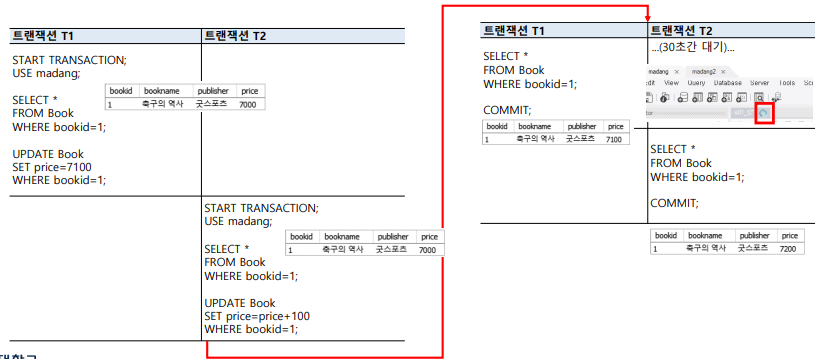 트랜잭션 T1 트랜잭션 T2
START TRANSACTION;
USE madang;
SELECT *
FROM Book
WHERE bookid=1;
bookid bookname publisher price
1 축구의 역사 굿스포츠 7000
UPDATE Book
SET price=7100
WHERE bookid=1;
START TRANSACTION;
USE madang;
SELECT *
FROM Book
WHERE bookid=1;
bookid bookname publisher price
1 축구의 역사 굿스포츠 7000
UPDATE Book
SET price=price+100
WHERE bookid=1;
트랜잭션 T1 트랜잭션 T2
SELECT *
FROM Book
WHERE bookid=1;
COMMIT;
bookid bookname publisher price
1 축구의 역사 굿스포츠 7100
...(30초간 대기)...
madang × madang2 ×
View Query Database Server Tools
SELECT *
FROM Book
WHERE bookid=1;
COMMIT;
bookid bookname publisher price
1 축구의 역사 굿스포츠 7200